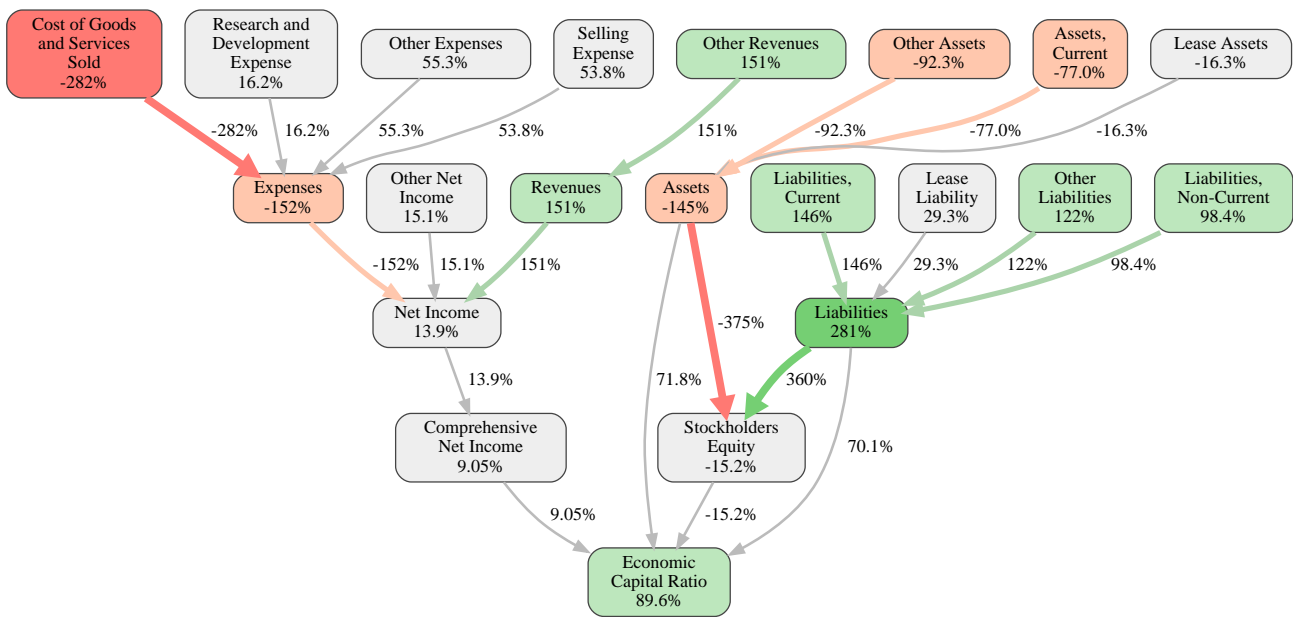 Cost of Goods
and Services
Sold
-282%
Research and
Development
Expense
16.2%
Other Expenses
55.3%
Selling
Expense
53.8%
Other Revenues
151%
Other Assets
-92.3%
Assets,
Current
-77.0%
Lease Assets
-16.3%
-282%
16.2%
55.3%
53.8%
151%
-92.3%
-77.0%
-16.3%
Expenses
-152%
Other Net
Income
15.1%
Revenues
151%
Assets
-145%
Liabilities,
Current
146%
Lease
Liability
29.3%
Other
Liabilities
122%
Liabilities,
Non-Current
98.4%
-152%
15.1%
151%
146%
29.3%
122%
98.4%
Net Income
13.9%
-375%
Liabilities
281%
13.9%
71.8%
360%
Comprehensive
Net Income
9.05%
Stockholders
Equity
-15.2%
70.1%
9.05%
-15.2%
Economic
Capital Ratio
89.6%